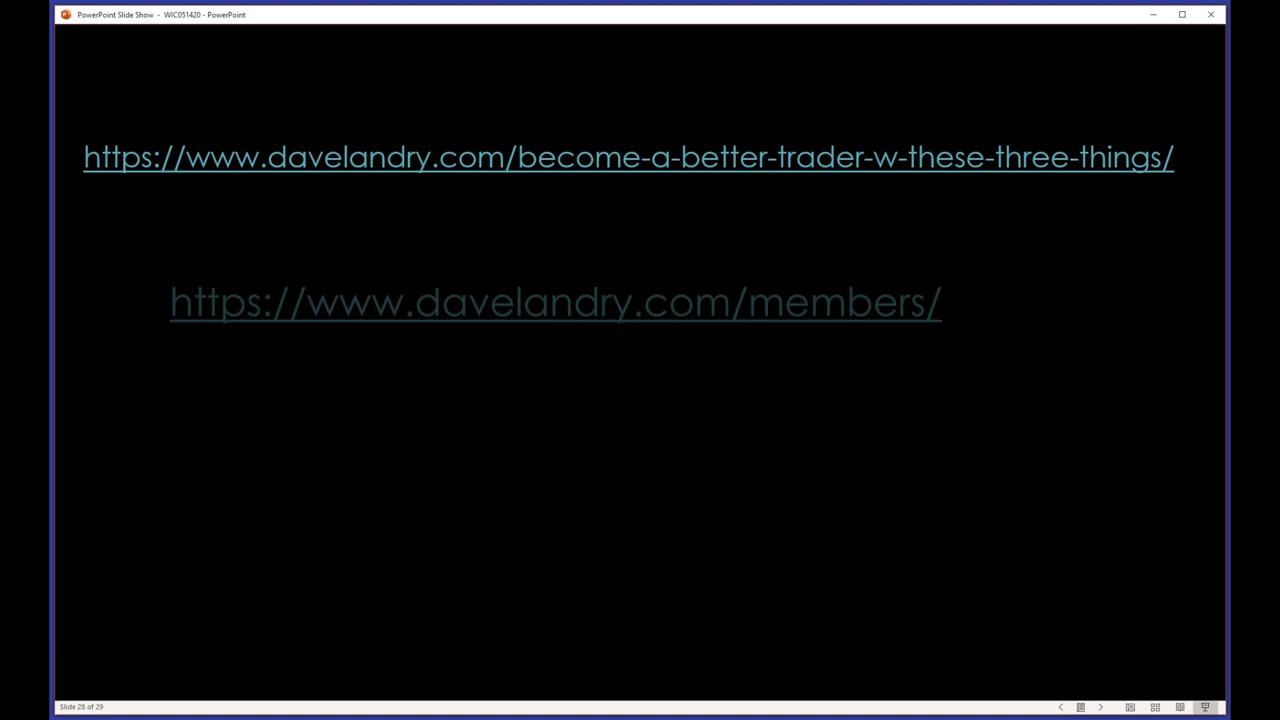 PowerPoint Slide Show - WIC051420 - PowerPoint
https://www.davelandry.com/become-a-better-trader-w-these-three-things/
https://www.davelandry.com/members/
Slide 28 of 29